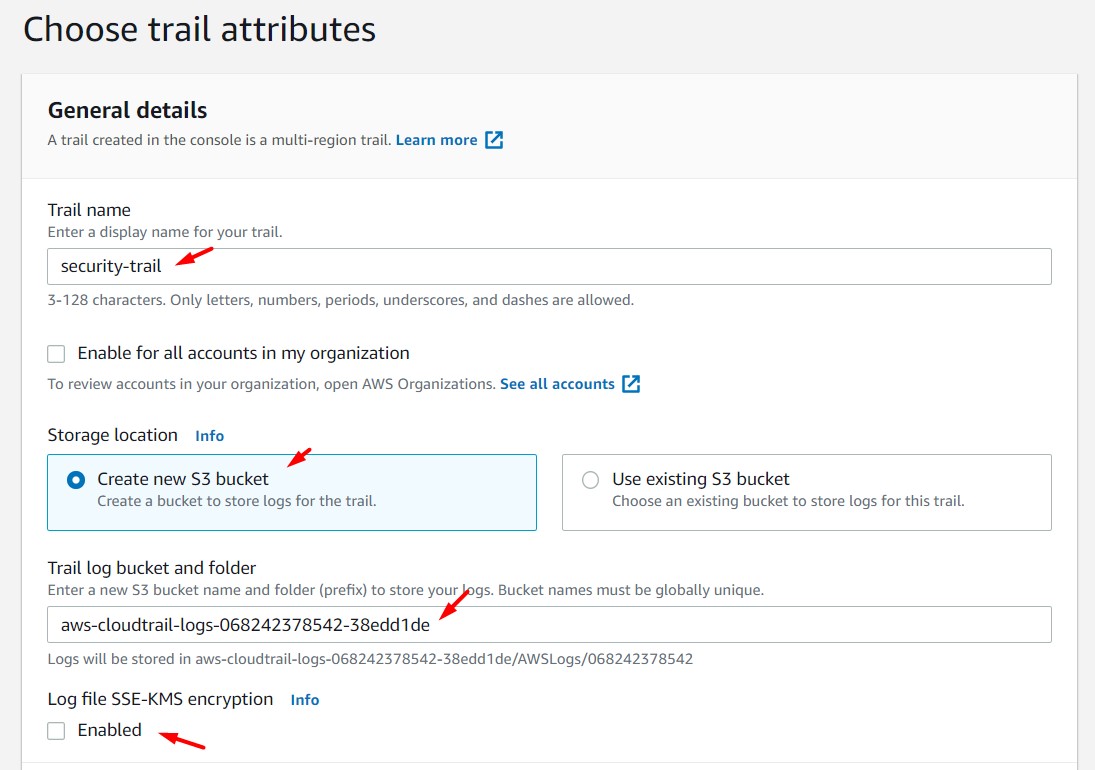 Choose trail attributes
General details
A trail created in the console is a multi-region trail. Learn more
Trail name
Enter a display name for your trail.
security-trail
3-128 characters. Only letters, numbers, periods, underscores, and dashes are allowed.
Enable for all accounts in my organization
To review accounts in your organization, open AWS Organizations. See all accounts
Storage location Info
Create new S3 bucket
Create a bucket to store logs for the trail.
Use existing S3 bucket
Choose an existing bucket to store logs for this trail.
Trail log bucket and folder
Enter a new S3 bucket name and folder (prefix) to store your logs. Bucket names must be globally unique.
aws-cloudtrail-logs-068242378542-38edd1de
Logs will be stored in aws-cloudtrail-logs-068242378542-38edd1de/AWSLogs/068242378542
Log file SSE-KMS encryption Info
Enabled